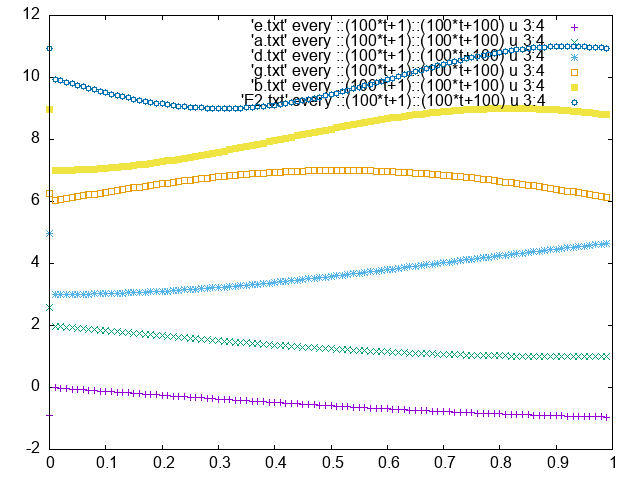 12
10
8
6
4
2
0
-2
'e.txt' every ::(100*t+1)::(100*t+100) u 3:4
'a.txt' every ::(100*t+1)::(100*t+100) u 3:4
'd.txt' every ::(100*t+1)::(100*t+100) u 3:4
'g.txt' every ::(100*t+1)::(100*t+100) u 3:4
'b.txt' every ::(100*t+1)::(100*t+100) u 3:4
'F2.txt' every ::(100*t+1)::(100*t+100) u 3:4
0 0.1 0.2 0.3 0.4 0.5 0.6 0.7 0.8 0.9 1